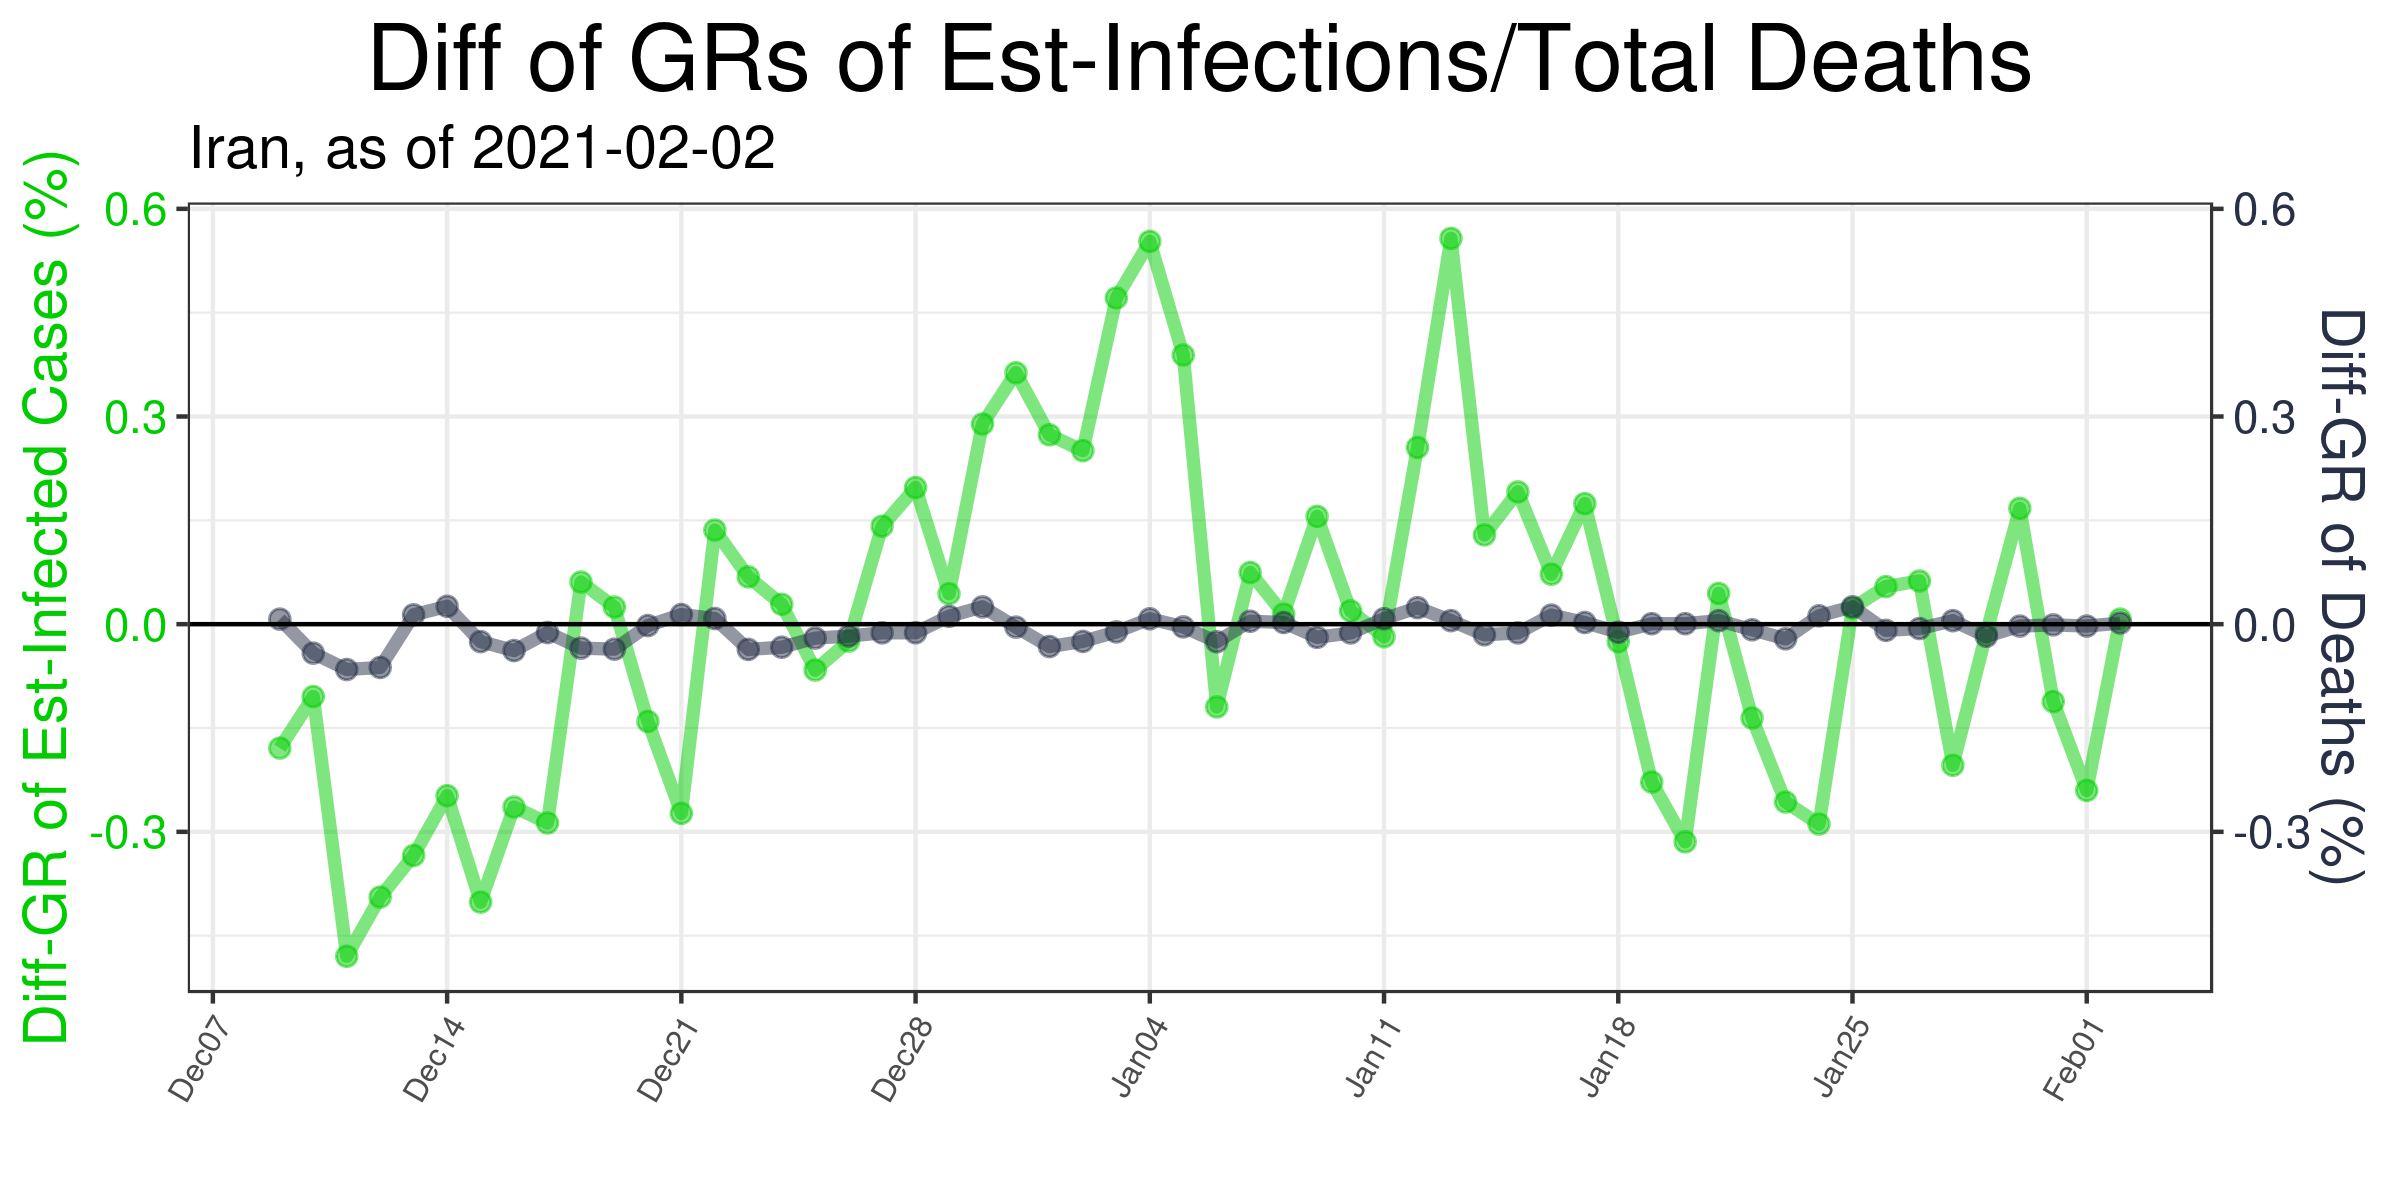 Diff of GRs of Est-Infections/Total Deaths
Iran, as of 2021-02-02
Diff-GR of Est-Infected Cases (%)
0.6
0.3
0.0
-0.3
0.6
0.3
0.0
-0.3
Diff-GR of Deaths (%)
Dec07
Dec14
Dec21
Dec28
Jan04
Jan11
Jan18
Jan25
Feb01